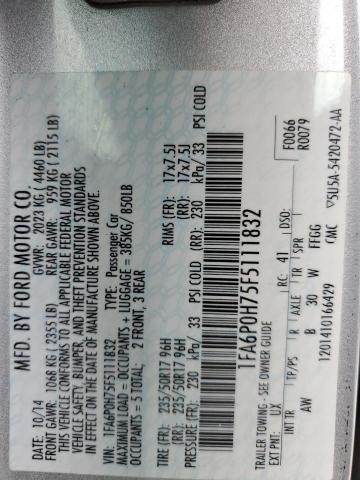 MFD. BY FORD MOTOR CO.
10/14 GVWR: 2023 KG ( 4460 LB)
FRONT GAWR: 1068 KG ( 2355 LB) REAR GAWR: 959 KG ( 2115 LB)
THIS VEHICLE CONFORMS TO ALL APPLICABLE FEDERAL MOTOR
VEHICLE SAFETY, BUMPER, AND THEFT PREVENTION STANDARDS
IN EFFECT ON THE DATE OF MANUFACTURE SHOWN ABOVE.
VIN: 1FA6P0H75F5111832 TYPE: Passenger Car
MAXIMUM LOAD = OCCUPANTS + LUGGAGE = 385KG/ 850LB
OCCUPANTS = 5 TOTAL; 2 FRONT, 3 REAR
TIRE (FR): 235/50R17 96H RIMS (FR): 17x7.5J
TIRE (RR): 235/50R17 96H (RR): 17x7.5J
PRESSURE (FR): 230 kPa/ 33 PSI COLD (RR) 230 kPa/ 33 PSI COLD
1FA6P0H75F5111832
TRAILER TOWING - SEE OWNER GUIDE F0066
R0079
EXT PNT: UX RC: 41 DSO:
INT TR TP/PS R AXLE TR SPR
AW B 30 W FFGG
1201410166429 CMC ▽5U5A-5420472-AA